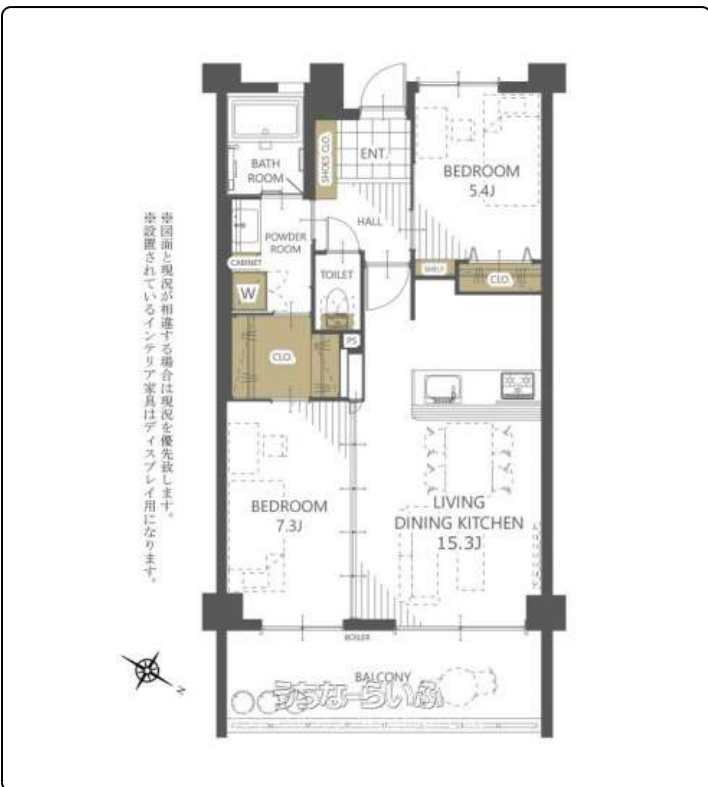 ENT.
SHOES CLO.
BATH
ROOM
BEDROOM
5.4J
HALL
POWDER
ROOM
CABINET
TOILET
SHELF
CLO.
W
PS
CLO.
※図面と現況が相違する場合は現況を優先致します。
※設置されているインテリア家具はディスプレイ用になります。
BEDROOM
7.3J
LIVING
DINING KITCHEN
15.3J
BOILER
N
BALCONY
うちなーらいふ